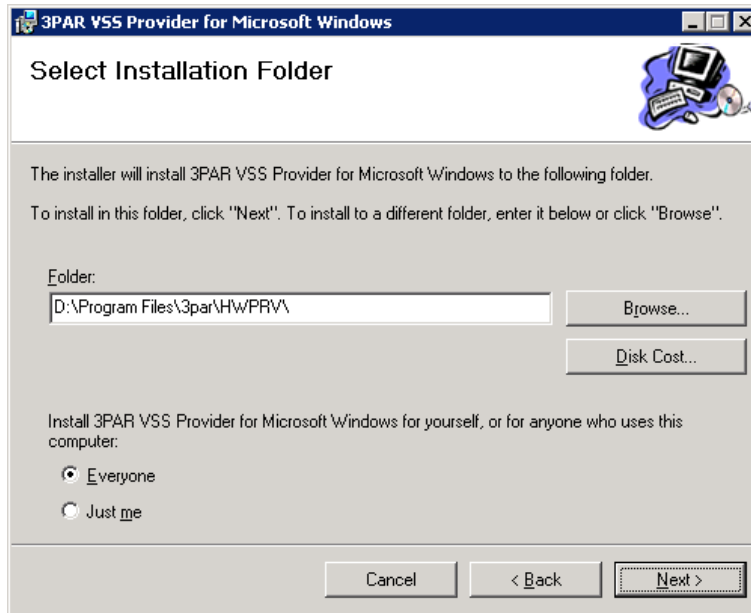 3PAR VSS Provider for Microsoft Windows
Select Installation Folder
The installer will install 3PAR VSS Provider for Microsoft Windows to the following folder.
To install in this folder, click "Next". To install to a different folder, enter it below or click "Browse".
Folder:
D:\Program Files\3par\HWPRV\
Browse...
Disk Cost...
Install 3PAR VSS Provider for Microsoft Windows for yourself, or for anyone who uses this
computer:
Everyone
Just me
Cancel
< Back
Next >